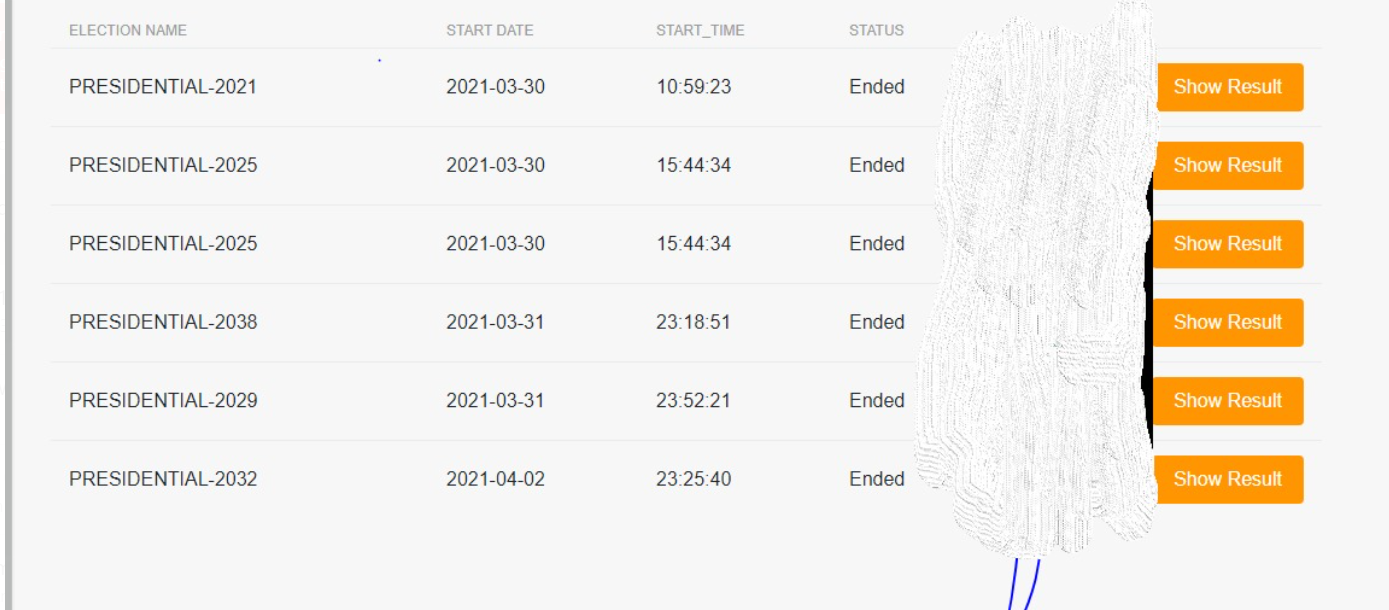 ELECTION NAME START DATE START_TIME STATUS
PRESIDENTIAL-2021 2021-03-30 10:59:23 Ended Show Result
PRESIDENTIAL-2025 2021-03-30 15:44:34 Ended Show Result
PRESIDENTIAL-2025 2021-03-30 15:44:34 Ended Show Result
PRESIDENTIAL-2038 2021-03-31 23:18:51 Ended Show Result
PRESIDENTIAL-2029 2021-03-31 23:52:21 Ended Show Result
PRESIDENTIAL-2032 2021-04-02 23:25:40 Ended Show Result